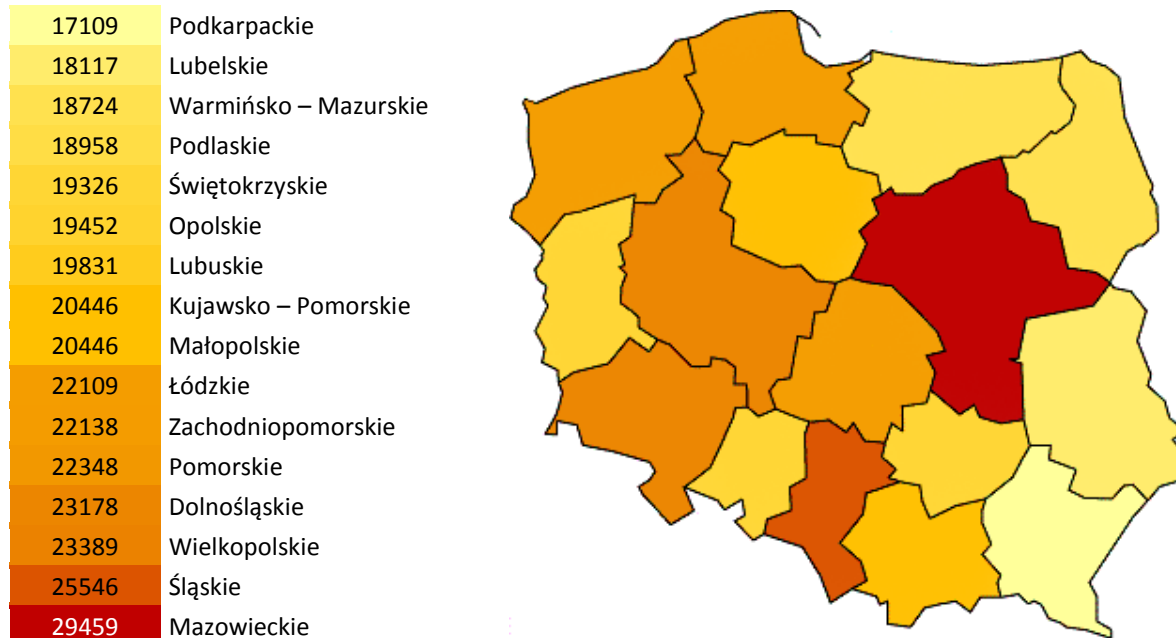 17109 Podkarpackie
18117 Lubelskie
18724 Warmińsko – Mazurskie
18958 Podlaskie
19326 Świętokrzyskie
19452 Opolskie
19831 Lubuskie
20446 Kujawsko – Pomorskie
20446 Małopolskie
22109 Łódzkie
22138 Zachodniopomorskie
22348 Pomorskie
23178 Dolnośląskie
23389 Wielkopolskie
25546 Śląskie
29459 Mazowieckie